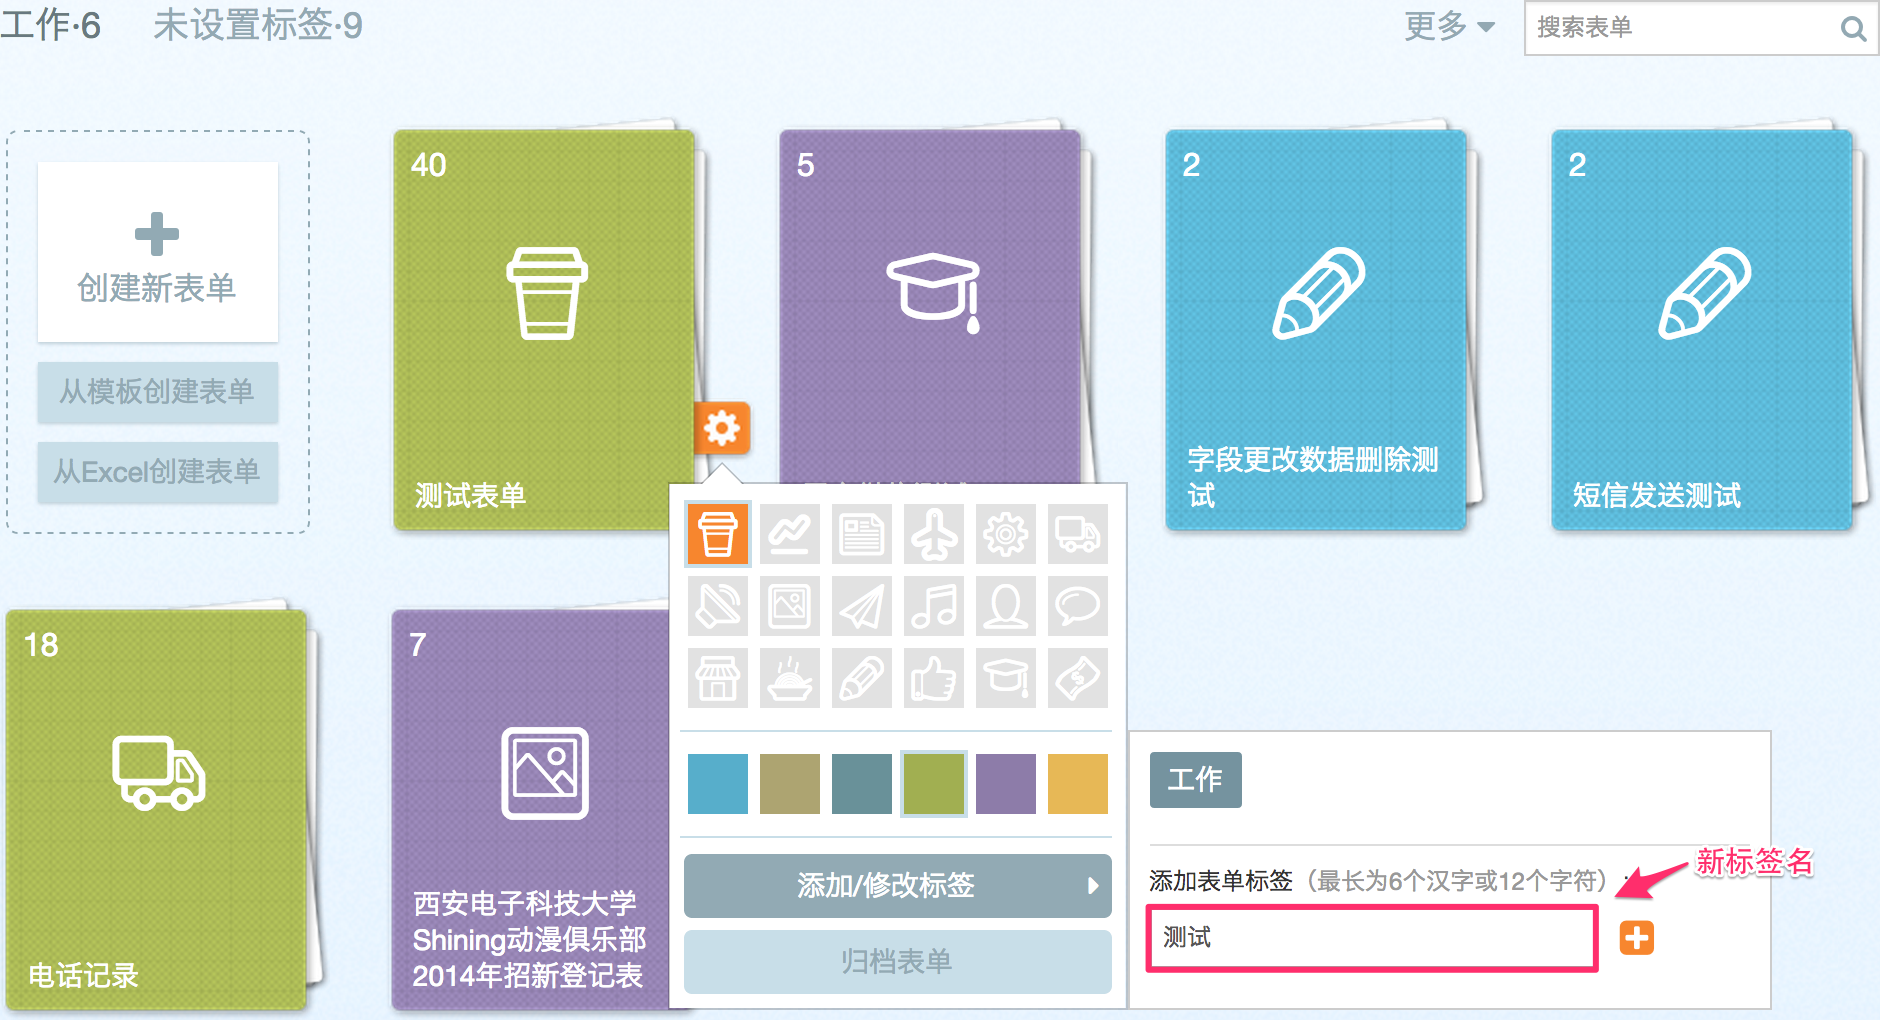 工作·6
未设置标签·9
更多
搜索表单
创建新表单
从模板创建表单
从Excel创建表单
40
测试表单
5
2
字段更改数据删除测
试
2
短信发送测试
18
电话记录
7
西安电子科技大学
Shining动漫俱乐部
2014年招新登记表
添加/修改标签
归档表单
工作
添加表单标签（最长为6个汉字或12个字符）
新标签名
测试